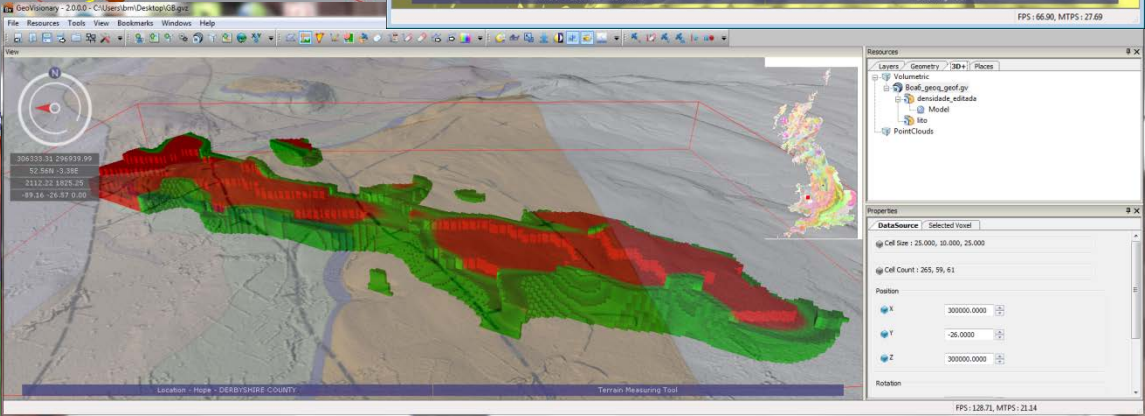 FPS: 66.90, MTPS: 27.69
GeoVisionary - 2.0.0.0 - C:\Users\brn\Desktop\GB.gvz
File Resources Tools View Bookmarks Windows Help
View
N
306333.31 296939.99
52.56N -3.38E
2112.22 1825.25
-89.16 -26.57 0.00
Location - Hope - DERBYSHIRE COUNTY
Terrain Measuring Tool
Resources
Layers Geometry 3D+ Places
Volumetric
Boa6_geoq_geof.gv
densidade_editada
Model
lito
PointClouds
Properties
DataSource Selected Voxel
Cell Size : 25.000, 10.000, 25.000
Cell Count : 265, 59, 61
Position
X 300000.0000
Y -26.0000
Z 300000.0000
Rotation
FPS: 128.71, MTPS: 21.14